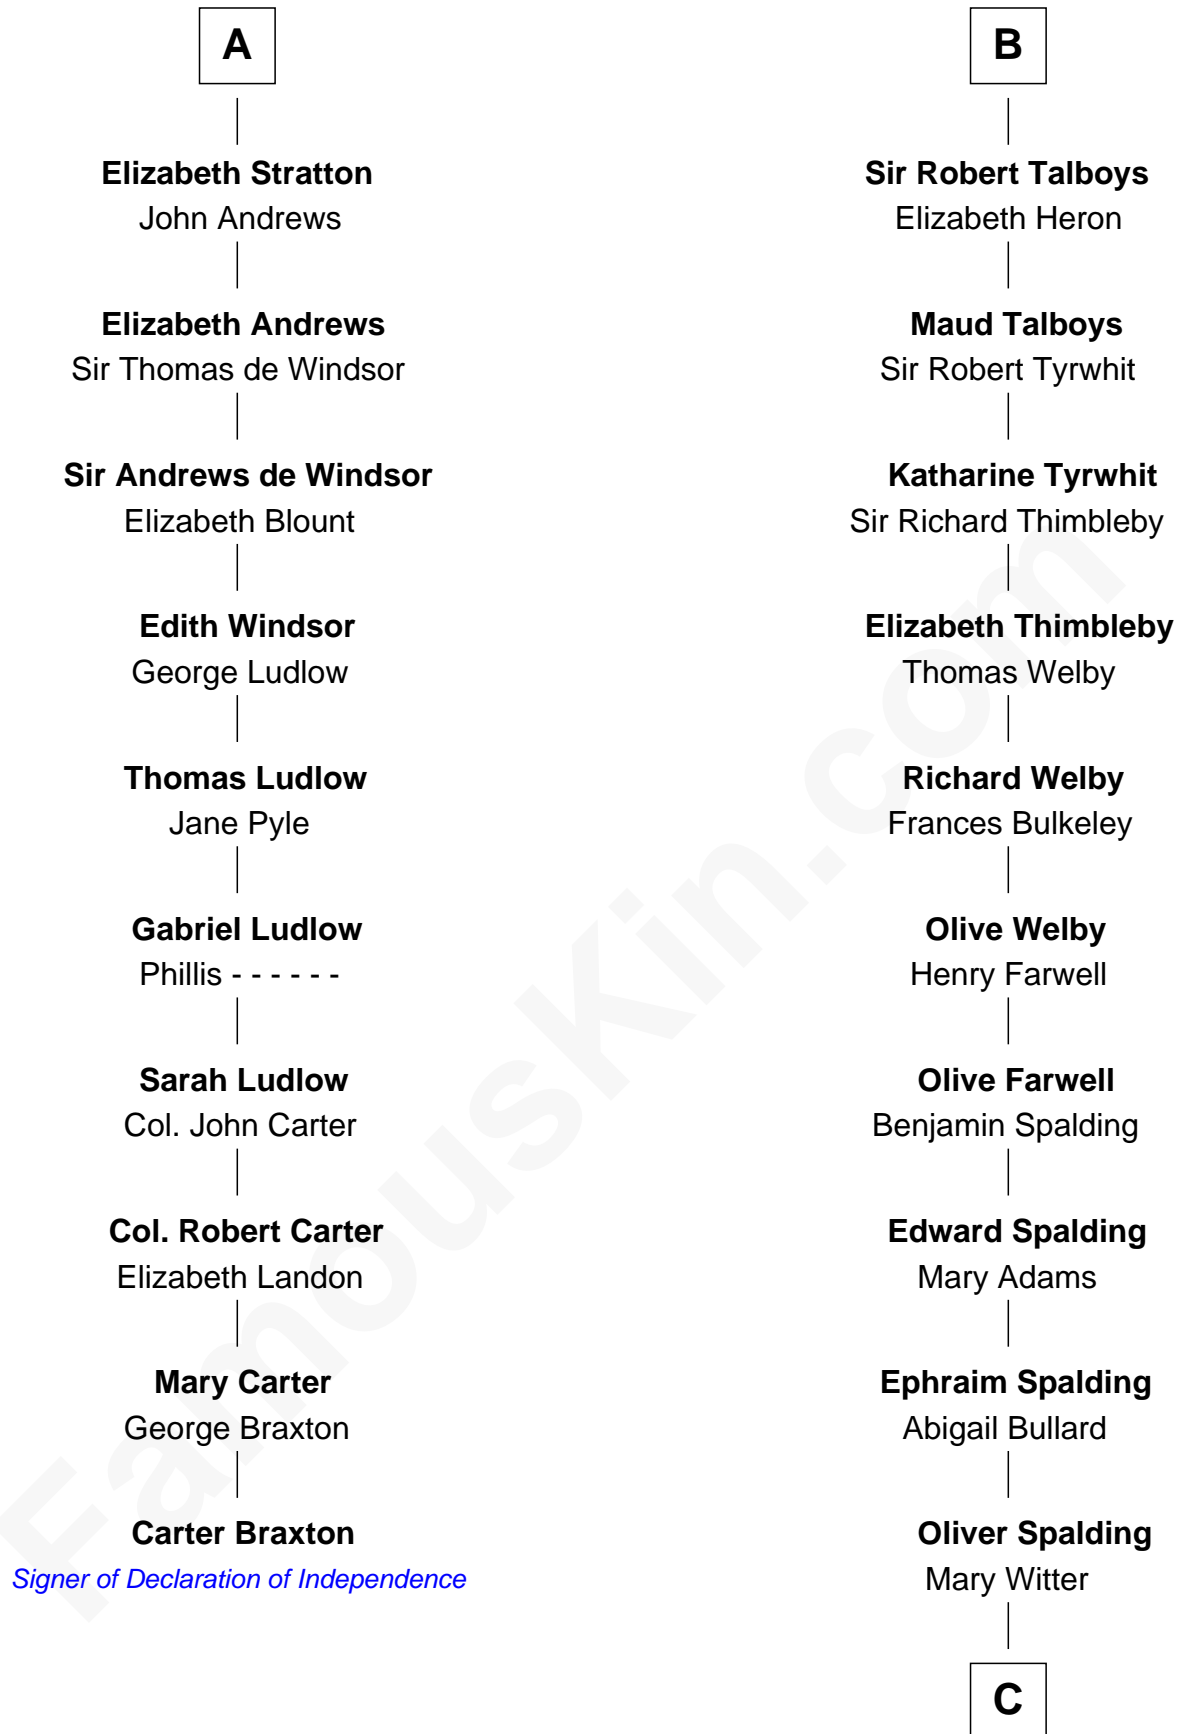 A
Elizabeth Stratton
John Andrews
Elizabeth Andrews
Sir Thomas de Windsor
Sir Andrews de Windsor
Elizabeth Blount
Edith Windsor
George Ludlow
Thomas Ludlow
Jane Pyle
Gabriel Ludlow
Phillis - - - - - -
Sarah Ludlow
Col. John Carter
Col. Robert Carter
Elizabeth Landon
Mary Carter
George Braxton
Carter Braxton
Signer of Declaration of Independence
B
Sir Robert Talboys
Elizabeth Heron
Maud Talboys
Sir Robert Tyrwhit
Katharine Tyrwhit
Sir Richard Thimbleby
Elizabeth Thimbleby
Thomas Welby
Richard Welby
Frances Bulkeley
Olive Welby
Henry Farwell
Olive Farwell
Benjamin Spalding
Edward Spalding
Mary Adams
Ephraim Spalding
Abigail Bullard
Oliver Spalding
Mary Witter
C
FamousKin.com